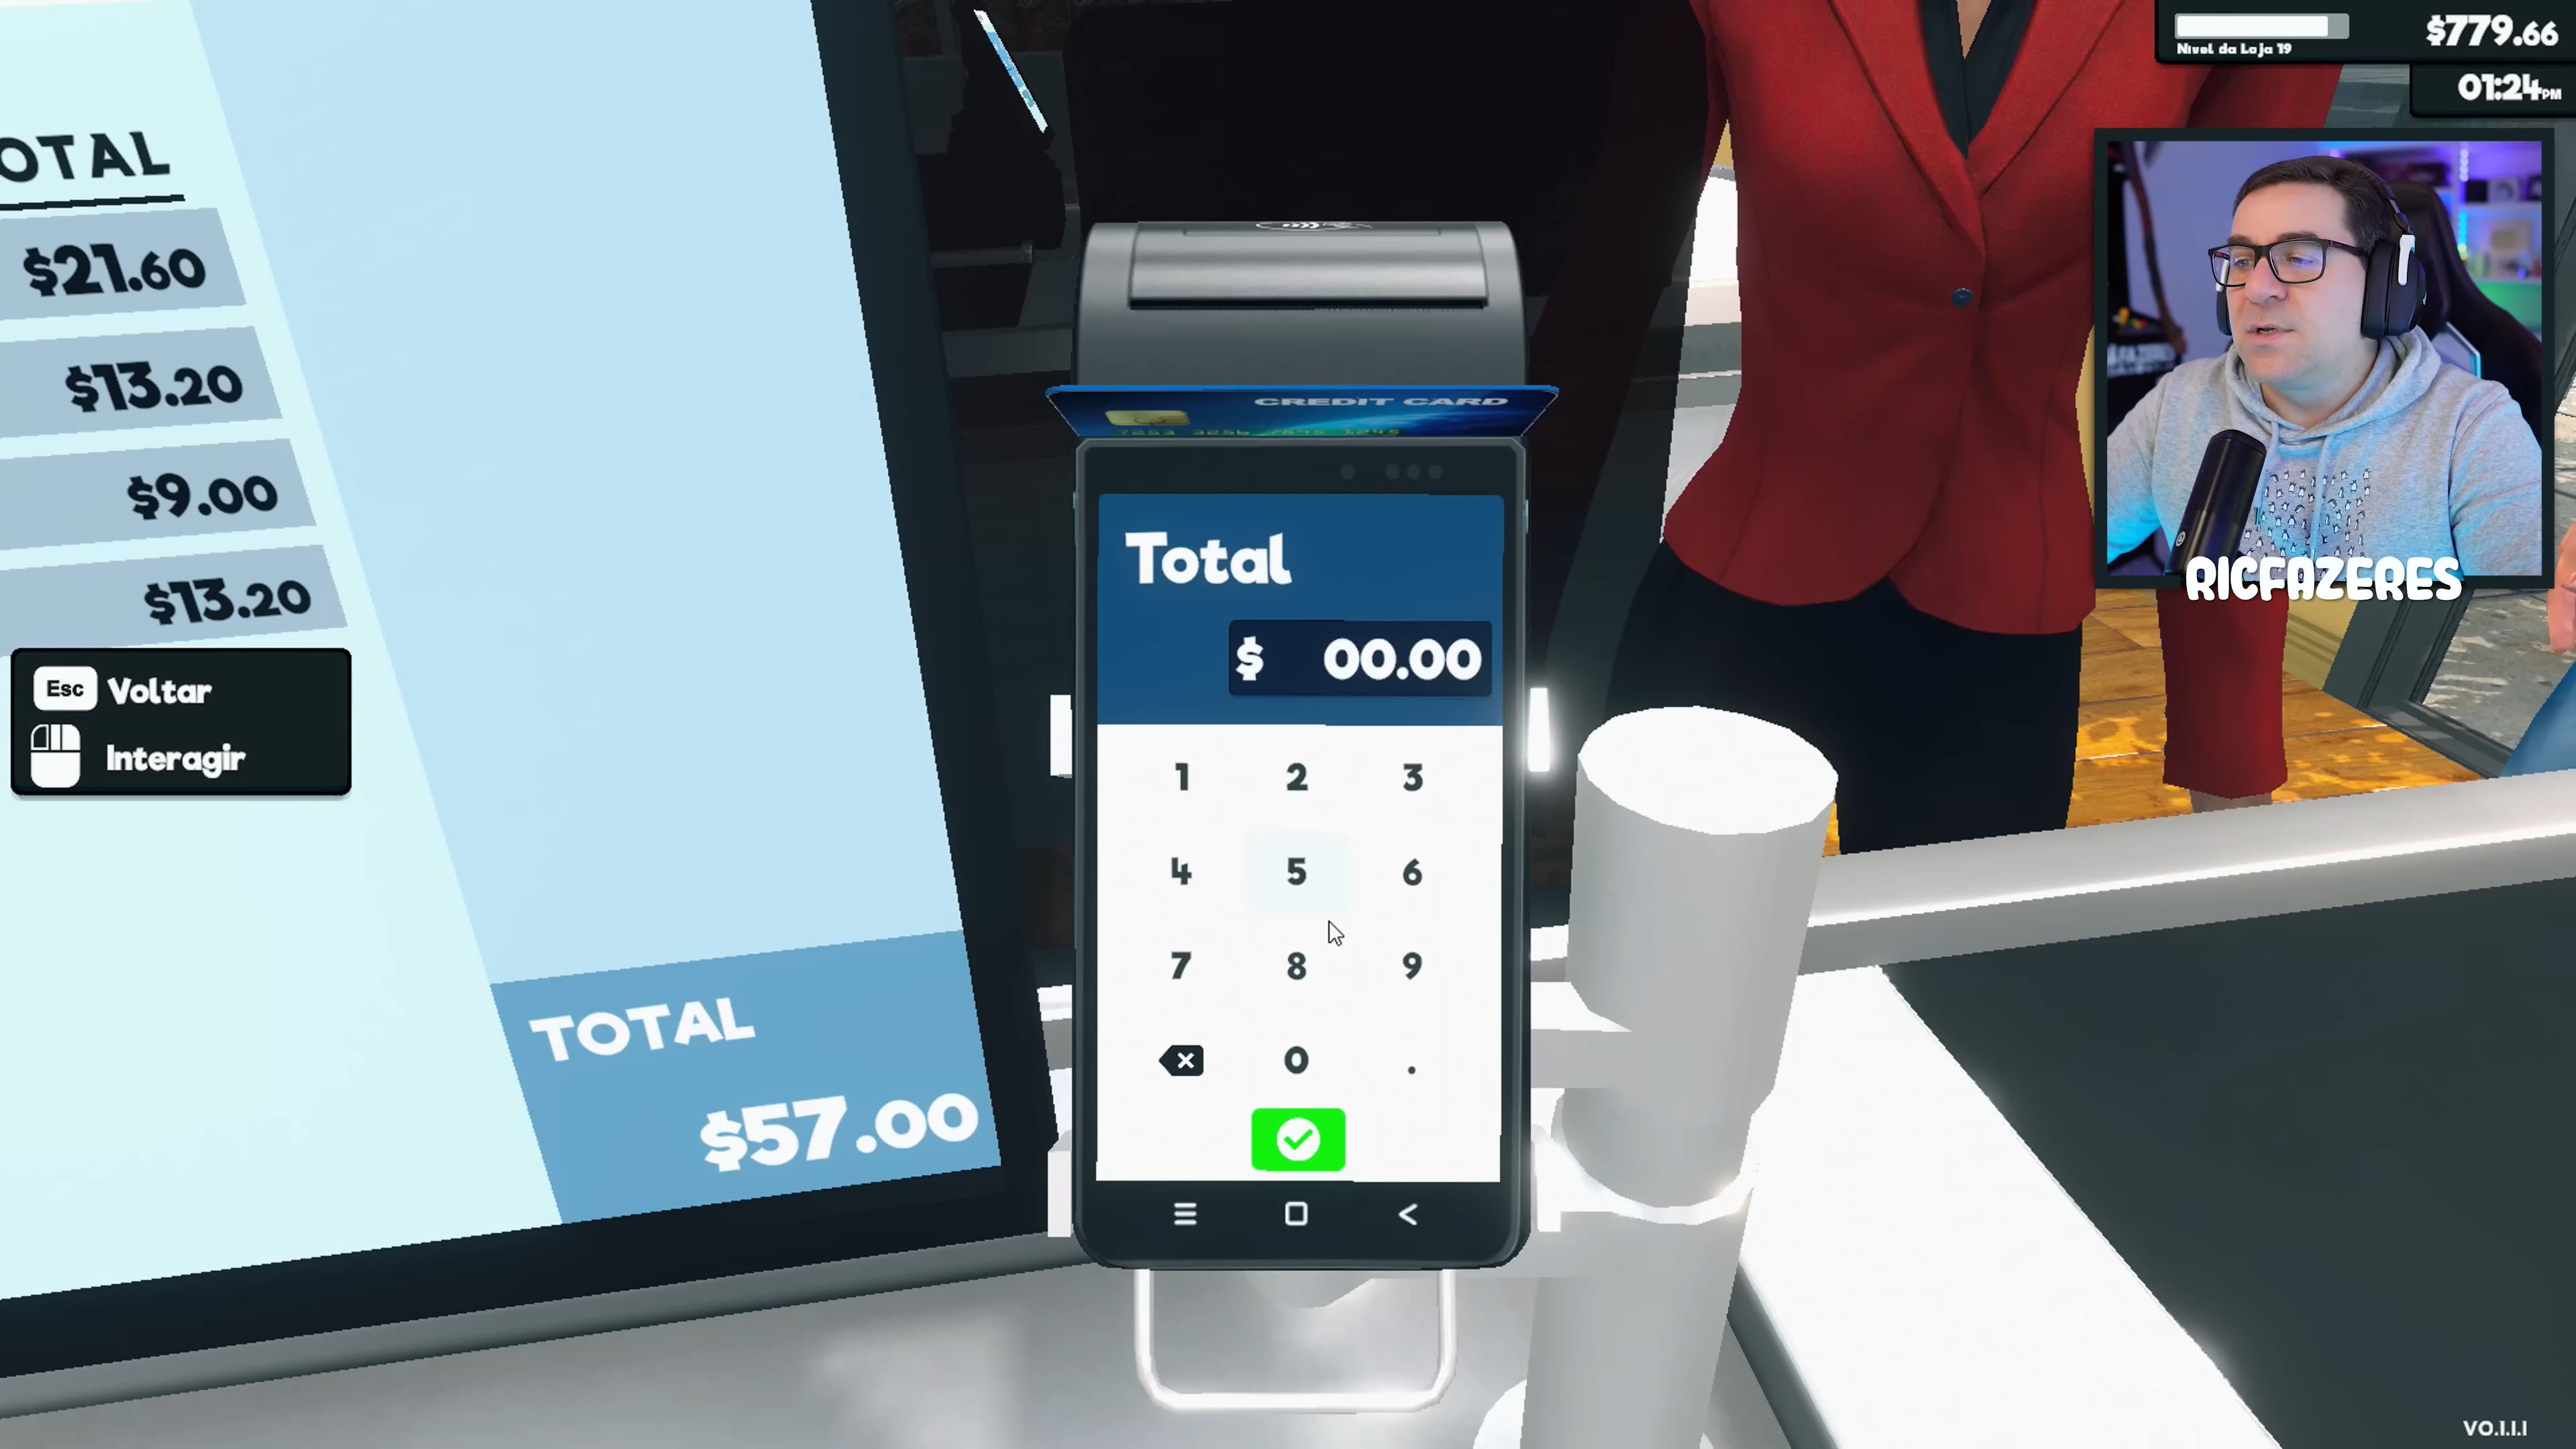 OTAL
$21.60
$13.20
$9.00
$13.20
Esc Voltar
Interagir
TOTAL
$57.00
CREDIT CARD
Total
$ 00.00
1 2 3
4 5 6
7 8 9
0 .
$779.66
Nivel da Loja 19
01:24PM
RICFAZERES
V0.1.1.1